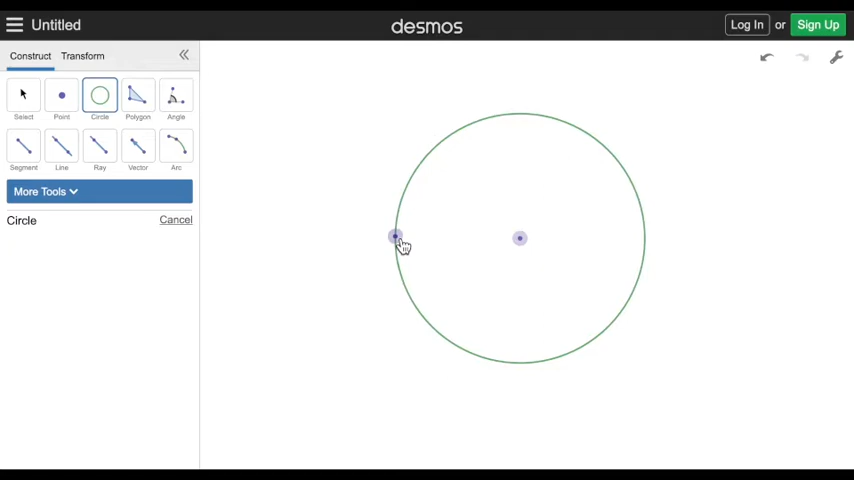 Untitled
desmos
Log In or Sign Up
Construct Transform
Select Point Circle Polygon Angle
Segment Line Ray Vector Arc
More Tools
Circle Cancel